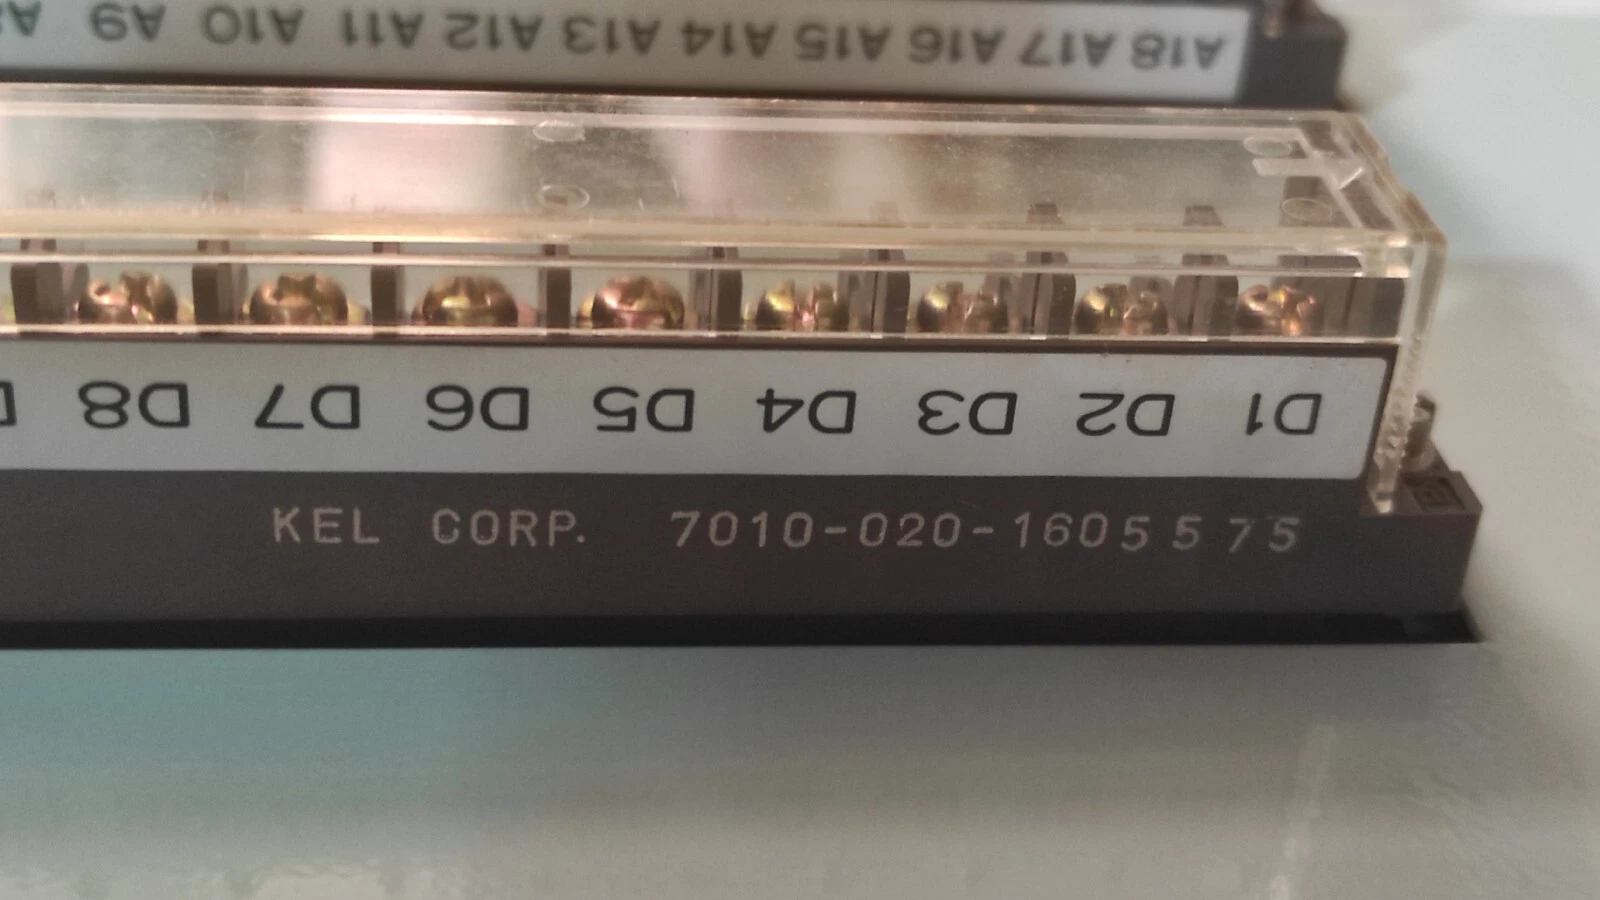 A9 A10 A11 A12 A13 A14 A15 A16 A17 A18
D8 D7 D6 D5 D4 D3 D2 D1
KEL CORP. 7010-020-1605 5 75